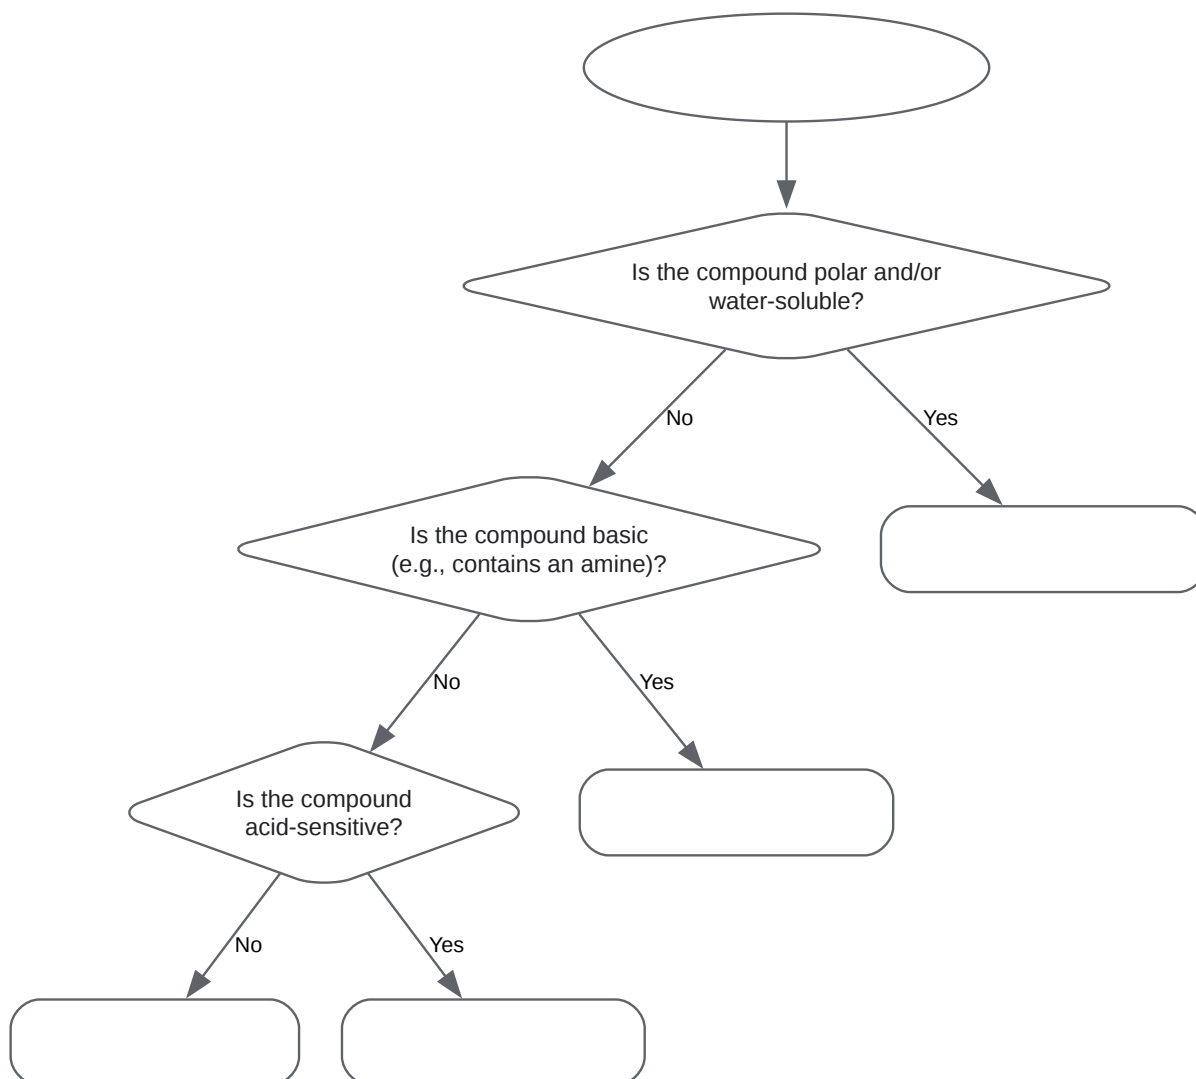 Is the compound polar and/or
water-soluble?
No
Yes
Is the compound basic
(e.g., contains an amine)?
No
Yes
Is the compound
acid-sensitive?
No
Yes